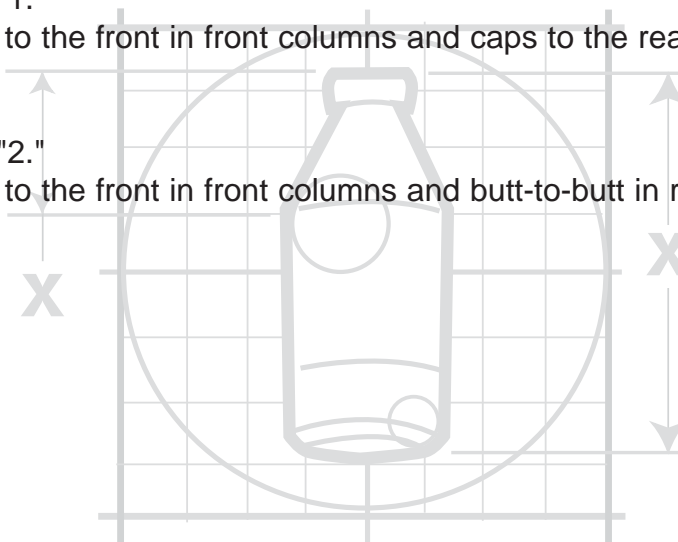 1.
to the front in front columns and caps to the rea
"2."
to the front in front columns and butt-to-butt in r
X
X